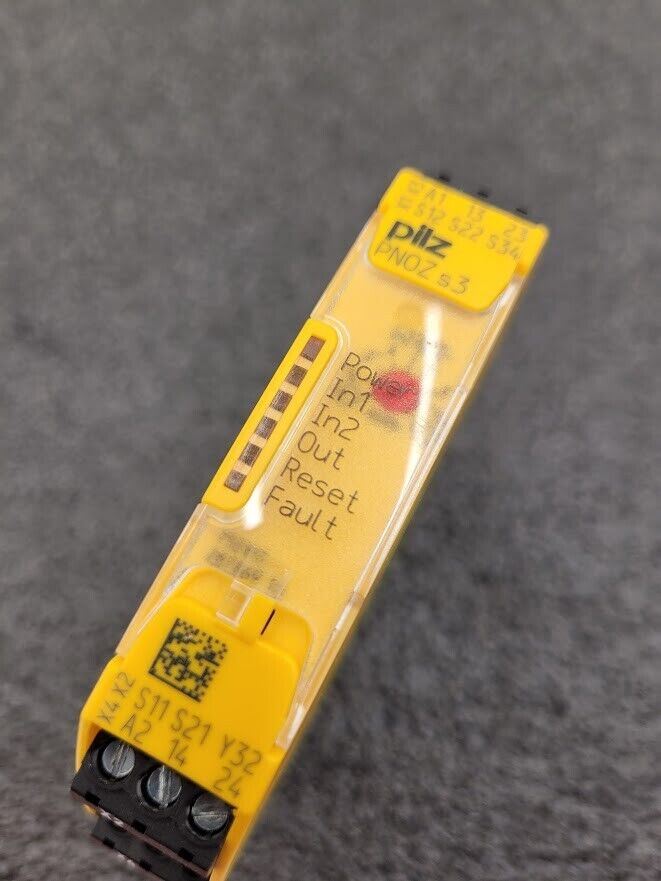 A1 13 23
S12 S22 S34
pilz
PNOZ s3
Power
In1
In2
Out
Reset
Fault
X4 X2
S11 S21 Y32
A2 14 24